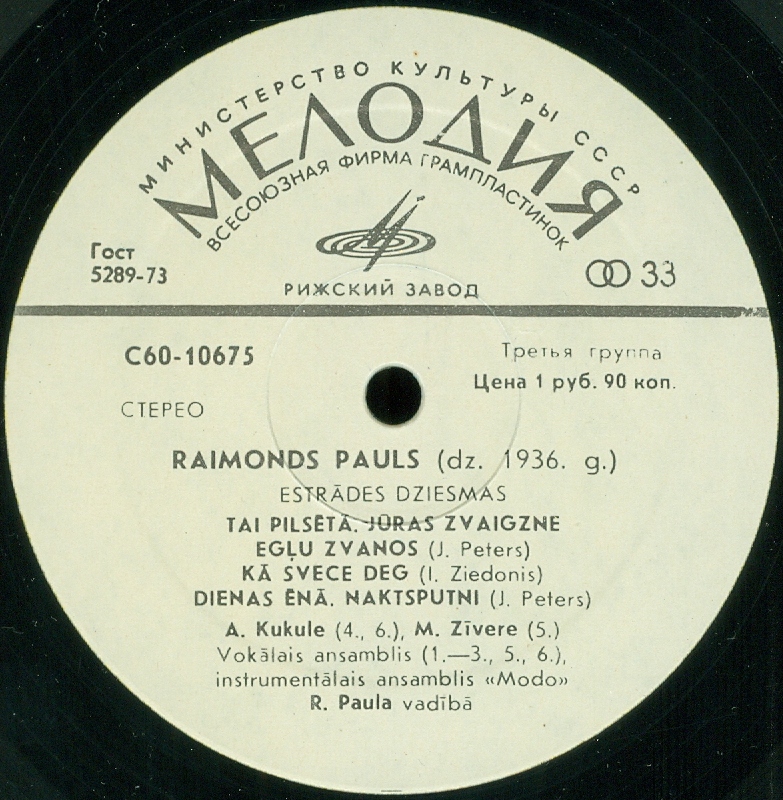 МИНИСТЕРСТВО КУЛЬТУРЫ СССР
МЕЛОДИЯ
ВСЕСОЮЗНАЯ ФИРМА ГРАМПЛАСТИНОК
Гост
5289-73
РИЖСКИЙ ЗАВОД
33
С60-10675
Третья группа
Цена 1 руб. 90 коп.
СТЕРЕО
RAIMONDS PAULS (dz. 1936. g.)
ESTRĀDES DZIESMAS
TAI PILSĒTĀ. JŪRAS ZVAIGZNE
EGĻU ZVANOS (J. Peters)
KĀ SVECE DEG (I. Ziedonis)
DIENAS ĒNĀ. NAKTSPUTNI (J. Peters)
A. Kukule (4., 6.), M. Zīvere (5.)
Vokālais ansamblis (1.—3., 5., 6.),
instrumentālais ansamblis «Modo»
R. Paula vadībā